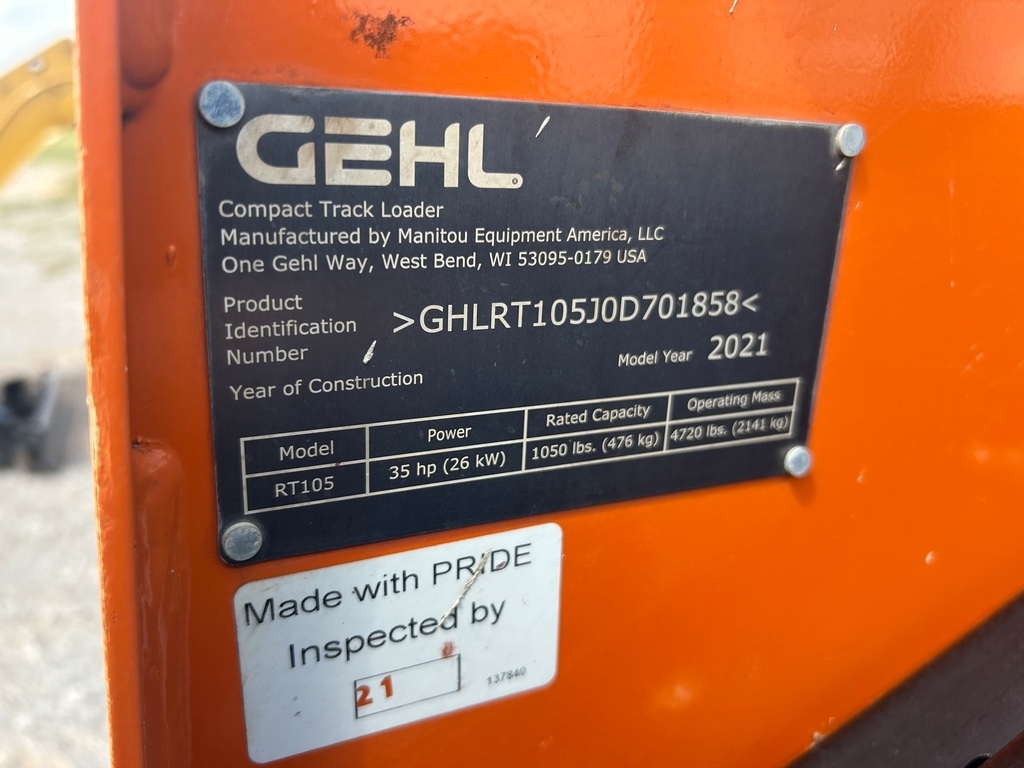 GEHL®
Compact Track Loader
Manufactured by Manitou Equipment America, LLC
One Gehl Way, West Bend, WI 53095-0179 USA
Product
Identification
Number
>GHLRT105J0D701858<
Model Year 2021
Year of Construction
Model Power Rated Capacity Operating Mass
RT105 35 hp (26 kW) 1050 lbs. (476 kg) 4720 lbs. (2141 kg)
Made with PRIDE
Inspected by
21
137840